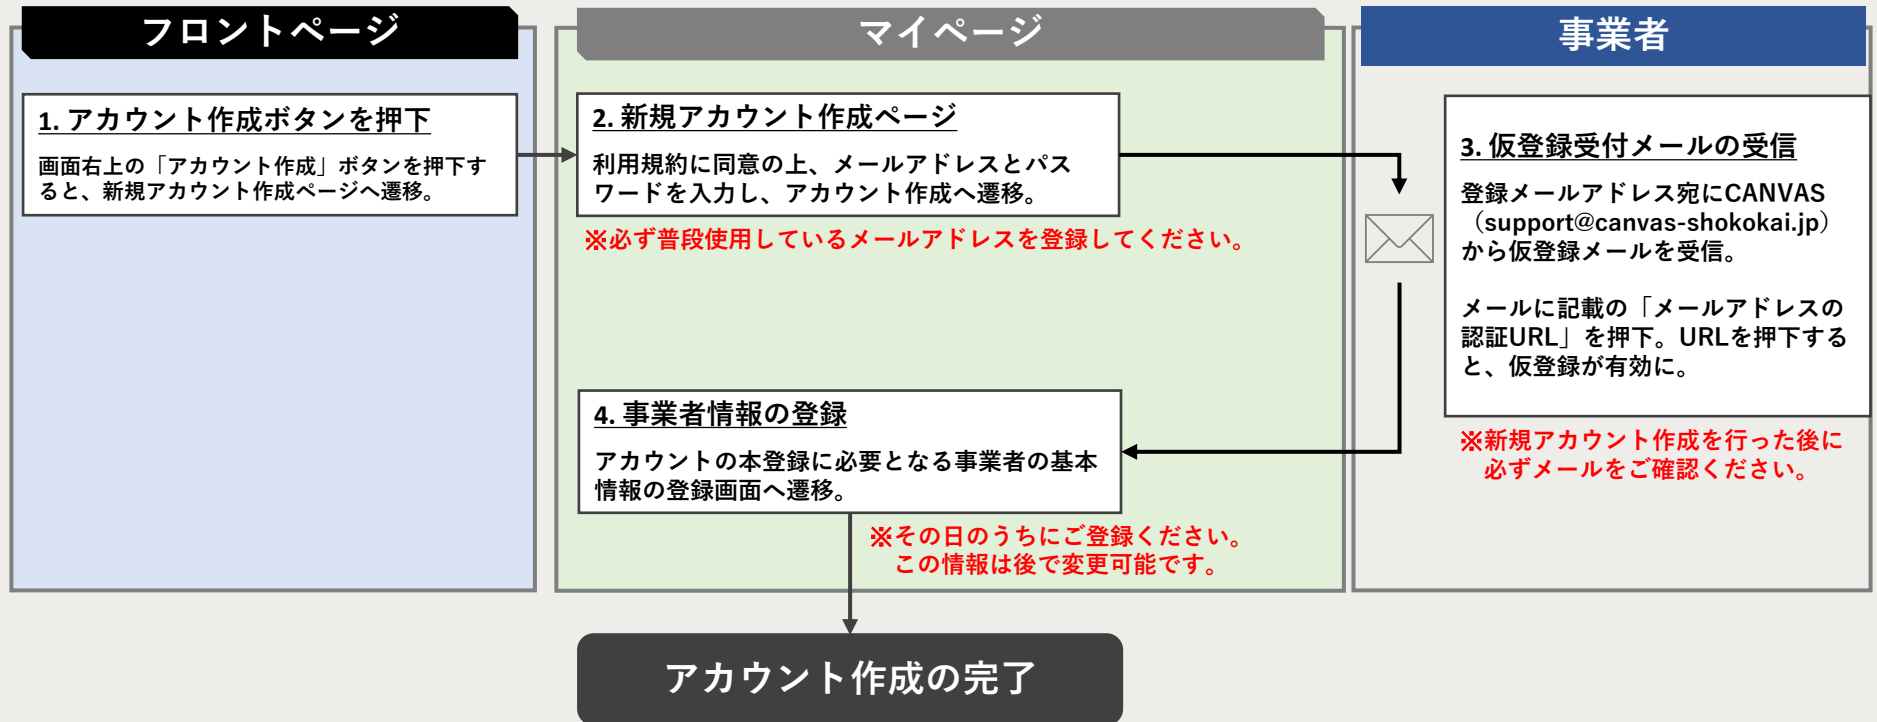 フロントページ
マイページ
事業者
1. アカウント作成ボタンを押下
画面右上の「アカウント作成」ボタンを押下す
ると、新規アカウント作成ページへ遷移。
2. 新規アカウント作成ページ
利用規約に同意の上、メールアドレスとパス
ワードを入力し、アカウント作成へ遷移。
※必ず普段使用しているメールアドレスを登録してください。
3. 仮登録受付メールの受信
登録メールアドレス宛にCANVAS
（support@canvas-shokokai.jp）
から仮登録メールを受信。
メールに記載の「メールアドレスの
認証URL」を押下。URLを押下する
と、仮登録が有効に。
※新規アカウント作成を行った後に
必ずメールをご確認ください。
4. 事業者情報の登録
アカウントの本登録に必要となる事業者の基本
情報の登録画面へ遷移。
※その日のうちにご登録ください。
この情報は後で変更可能です。
アカウント作成の完了